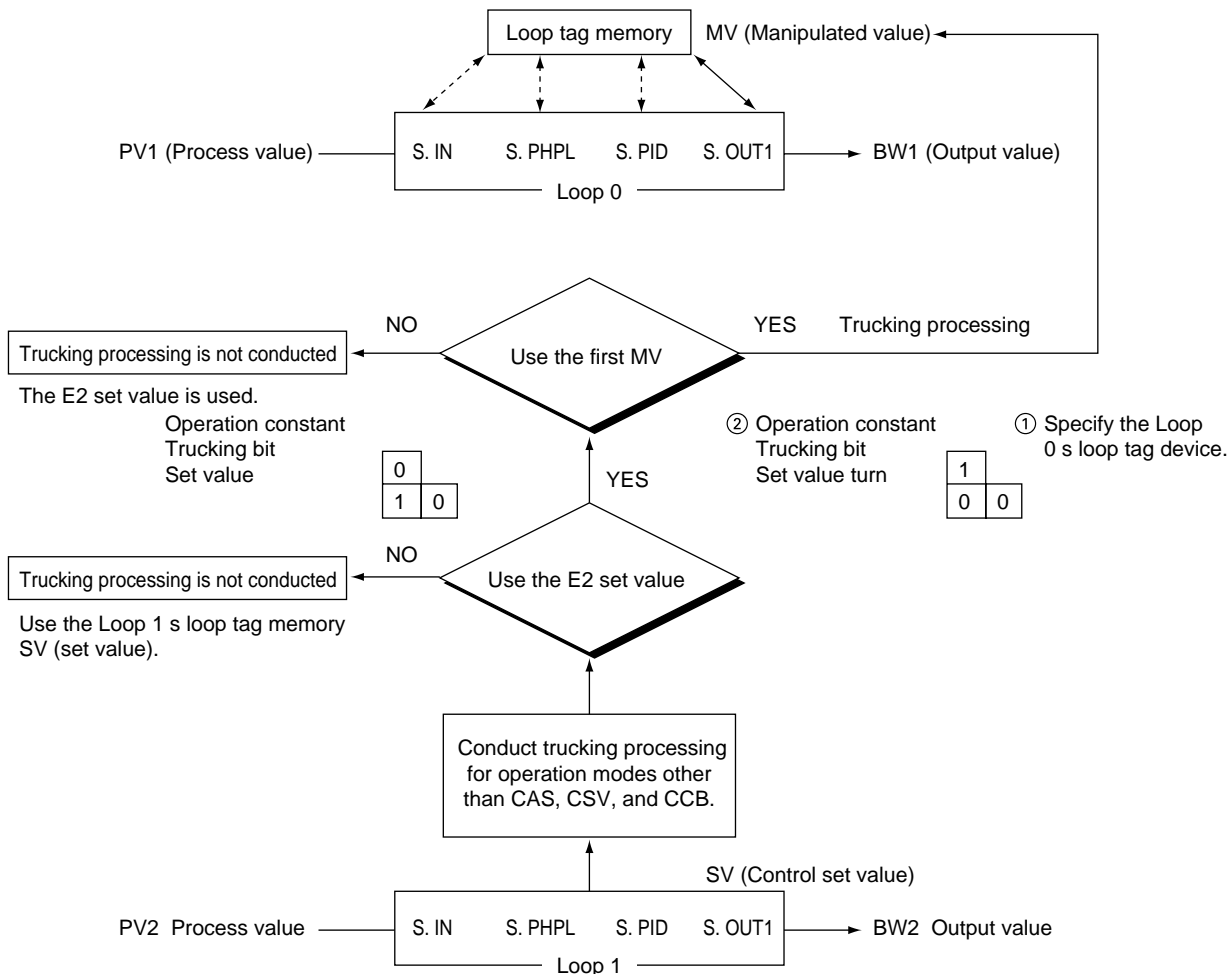 Loop tag memory
MV (Manipulated value)
PV1 (Process value)
S. IN S. PHPL S. PID S. OUT1
BW1 (Output value)
Loop 0
NO
YES Trucking processing
Trucking processing is not conducted
Use the first MV
The E2 set value is used.
Operation constant
Trucking bit
Set value
0
1 0
② Operation constant
Trucking bit
Set value turn
1
0 0
① Specify the Loop
0 s loop tag device.
YES
NO
Trucking processing is not conducted
Use the E2 set value
Use the Loop 1 s loop tag memory
SV (set value).
Conduct trucking processing
for operation modes other
than CAS, CSV, and CCB.
SV (Control set value)
PV2 Process value
S. IN S. PHPL S. PID S. OUT1
BW2 Output value
Loop 1